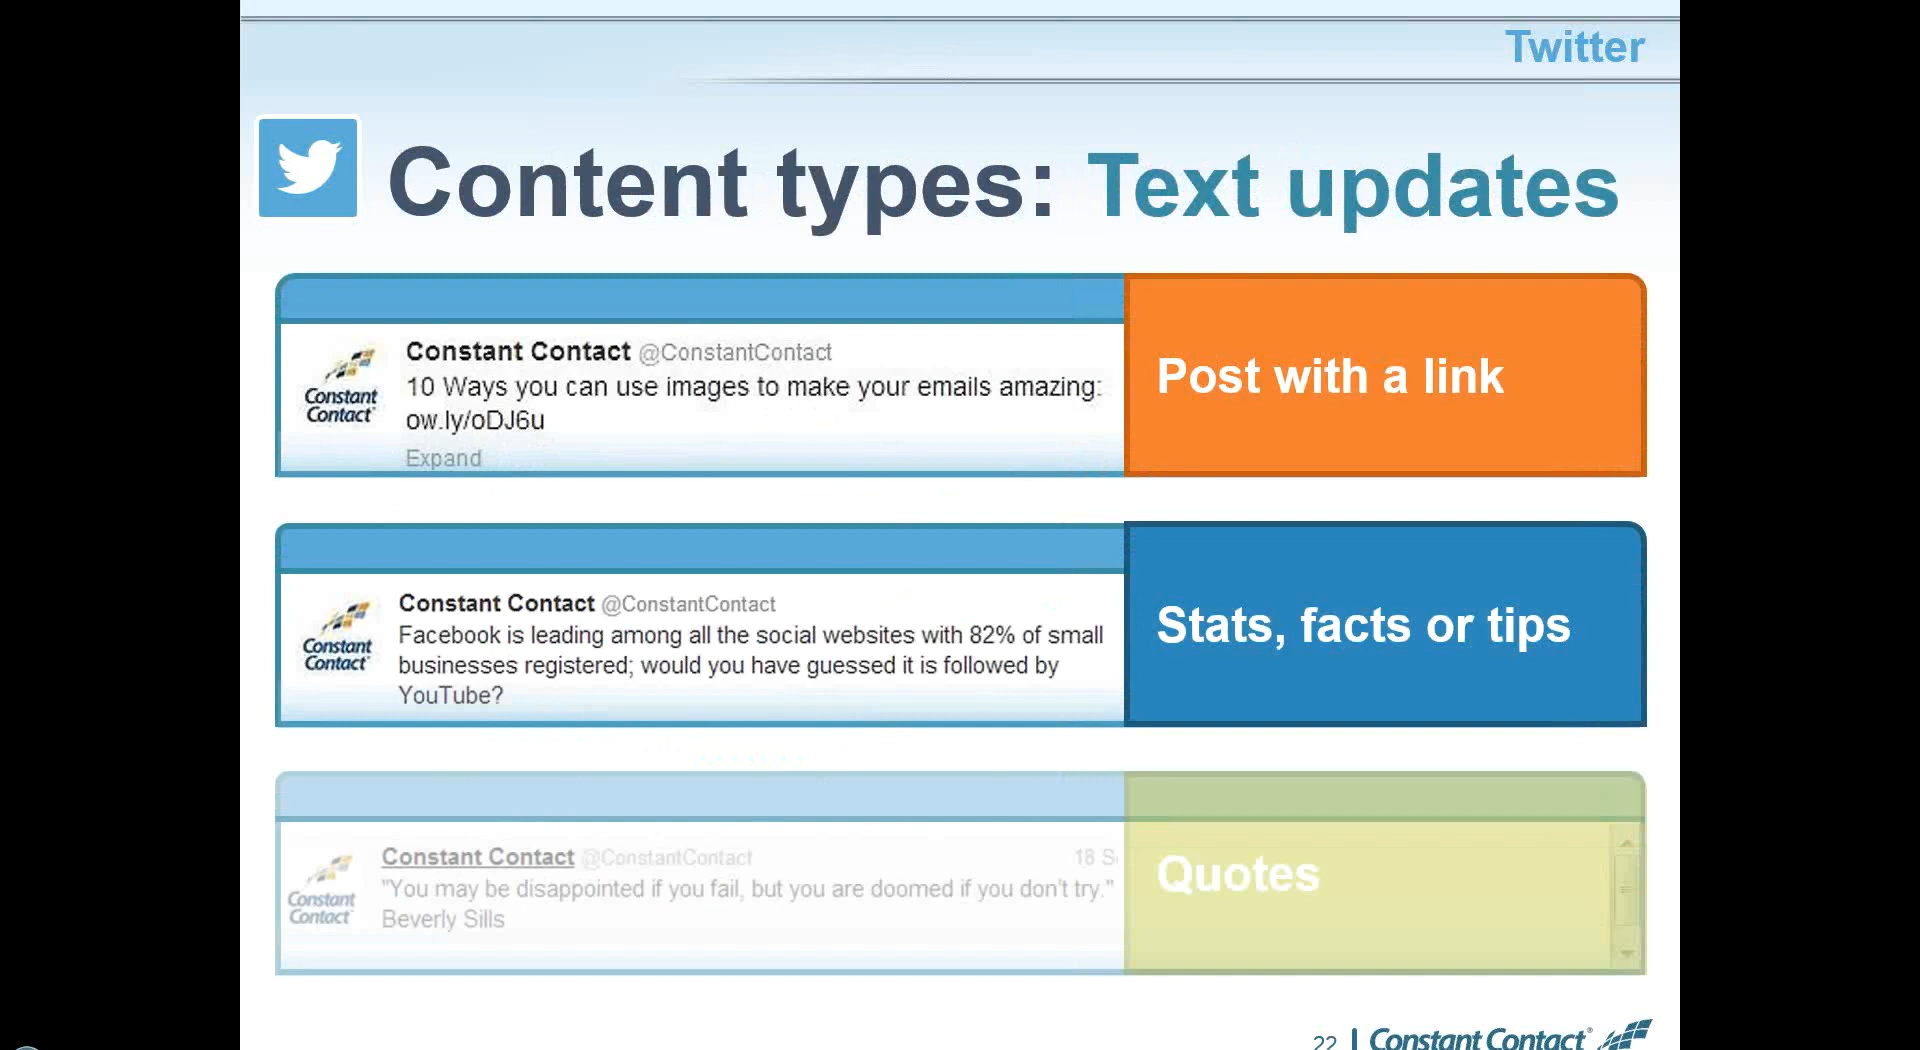 Twitter
Content types: Text updates
Constant Contact @ConstantContact
10 Ways you can use images to make your emails amazing:
ow.ly/oDJ6u
Expand
Constant
Contact
Post with a link
Constant Contact @ConstantContact
Facebook is leading among all the social websites with 82% of small
businesses registered; would you have guessed it is followed by
YouTube?
Constant
Contact
Stats, facts or tips
Constant Contact @ConstantContact 18 S
"You may be disappointed if you fail, but you are doomed if you don't try."
Beverly Sills
Constant
Contact
Quotes
22 | Constant Contact®